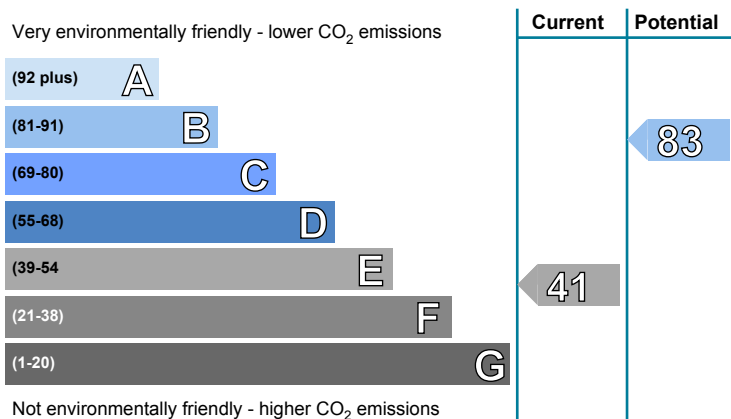 Very environmentally friendly - lower CO₂ emissions
Current
Potential
(92 plus) A
(81-91) B
83
(69-80) C
(55-68) D
(39-54 E
41
(21-38) F
(1-20) G
Not environmentally friendly - higher CO₂ emissions